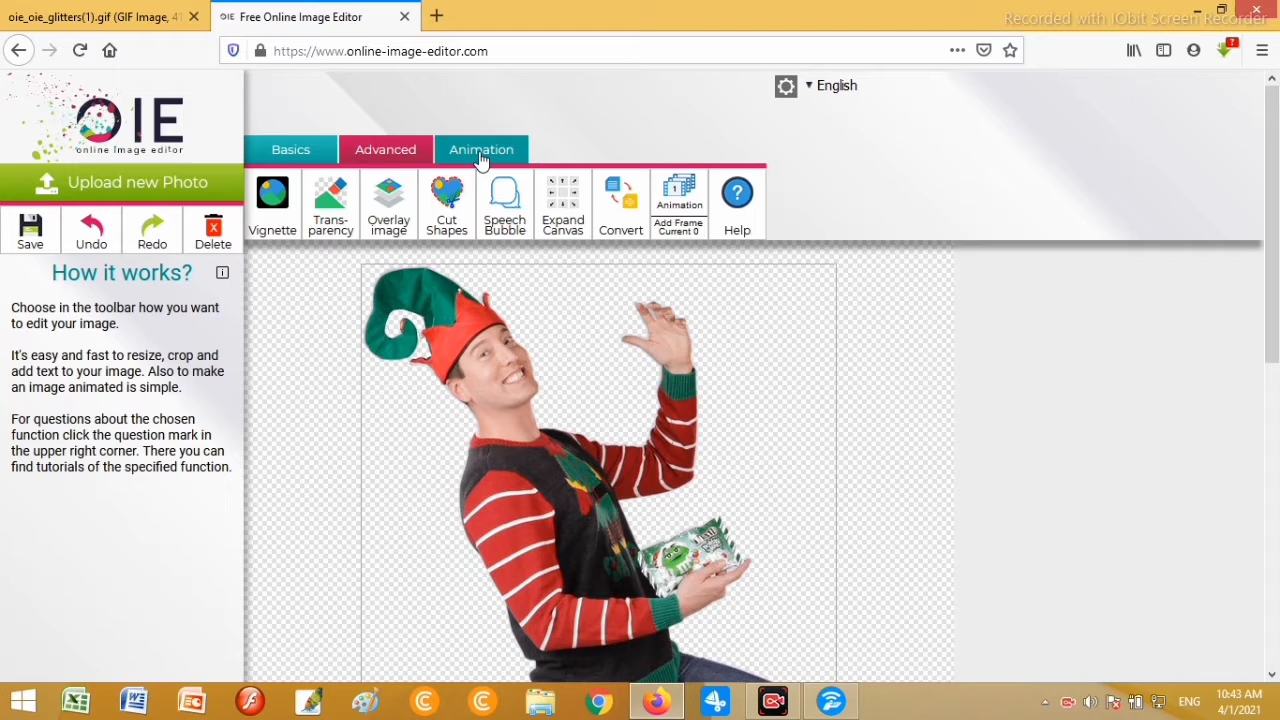 oie_oie_glitters(1).gif (GIF Image, 41
OIE Free Online Image Editor
Recorded with IObit Screen Recorder
https://www.online-image-editor.com
OIE
online image editor
English
Basics
Advanced
Animation
Upload new Photo
Save
Undo
Redo
Delete
Vignette
Trans-
parency
Overlay
image
Cut
Shapes
Speech
Bubble
Expand
Canvas
Convert
1
Animation
Add Frame
Current 0
?
Help
How it works?
Choose in the toolbar how you want
to edit your image.
It's easy and fast to resize, crop and
add text to your image. Also to make
an image animated is simple.
For questions about the chosen
function click the question mark in
the upper right corner. There you can
find tutorials of the specified function.
ENG
10:43 AM
4/1/2021